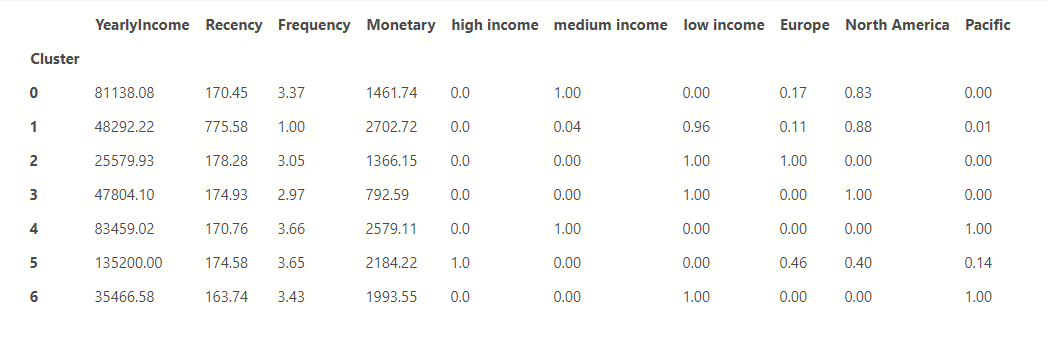 YearlyIncome Recency Frequency Monetary high income medium income low income Europe North America Pacific
Cluster
0 81138.08 170.45 3.37 1461.74 0.0 1.00 0.00 0.17 0.83 0.00
1 48292.22 775.58 1.00 2702.72 0.0 0.04 0.96 0.11 0.88 0.01
2 25579.93 178.28 3.05 1366.15 0.0 0.00 1.00 1.00 0.00 0.00
3 47804.10 174.93 2.97 792.59 0.0 0.00 1.00 0.00 1.00 0.00
4 83459.02 170.76 3.66 2579.11 0.0 1.00 0.00 0.00 0.00 1.00
5 135200.00 174.58 3.65 2184.22 1.0 0.00 0.00 0.46 0.40 0.14
6 35466.58 163.74 3.43 1993.55 0.0 0.00 1.00 0.00 0.00 1.00